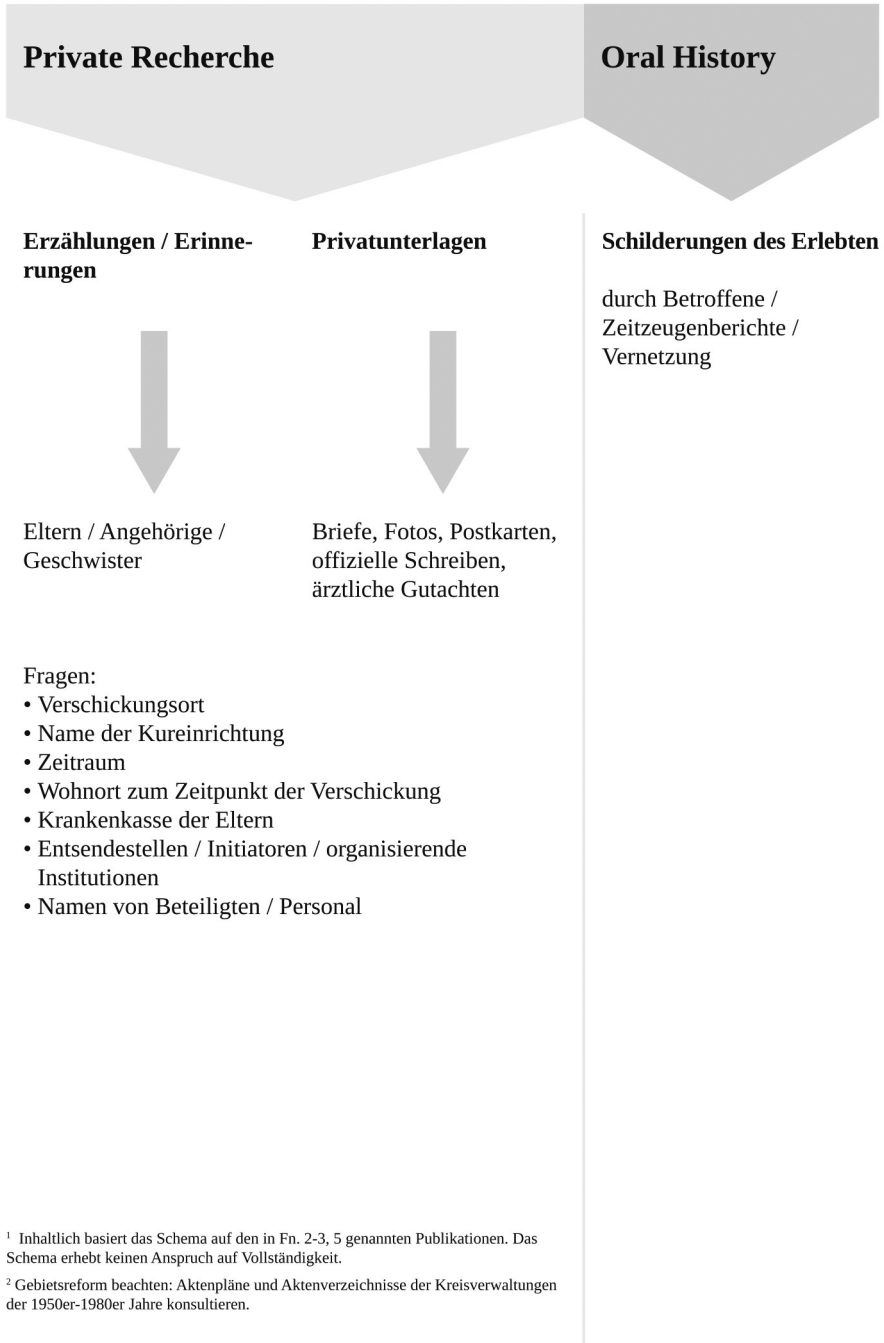 Private Recherche
Oral History
Erzählungen / Erinne-
rungen
Privatunterlagen
Schilderungen des Erlebten
durch Betroffene /
Zeitzeugenberichte /
Vernetzung
Eltern / Angehörige /
Geschwister
Briefe, Fotos, Postkarten,
offizielle Schreiben,
ärztliche Gutachten
Fragen:
• Verschickungsort
• Name der Kureinrichtung
• Zeitraum
• Wohnort zum Zeitpunkt der Verschickung
• Krankenkasse der Eltern
• Entsendestellen / Initiatoren / organisierende
Institutionen
• Namen von Beteiligten / Personal
1 Inhaltlich basiert das Schema auf den in Fn. 2-3, 5 genannten Publikationen. Das
Schema erhebt keinen Anspruch auf Vollständigkeit.
2 Gebietsreform beachten: Aktenpläne und Aktenverzeichnisse der Kreisverwaltungen
der 1950er-1980er Jahre konsultieren.